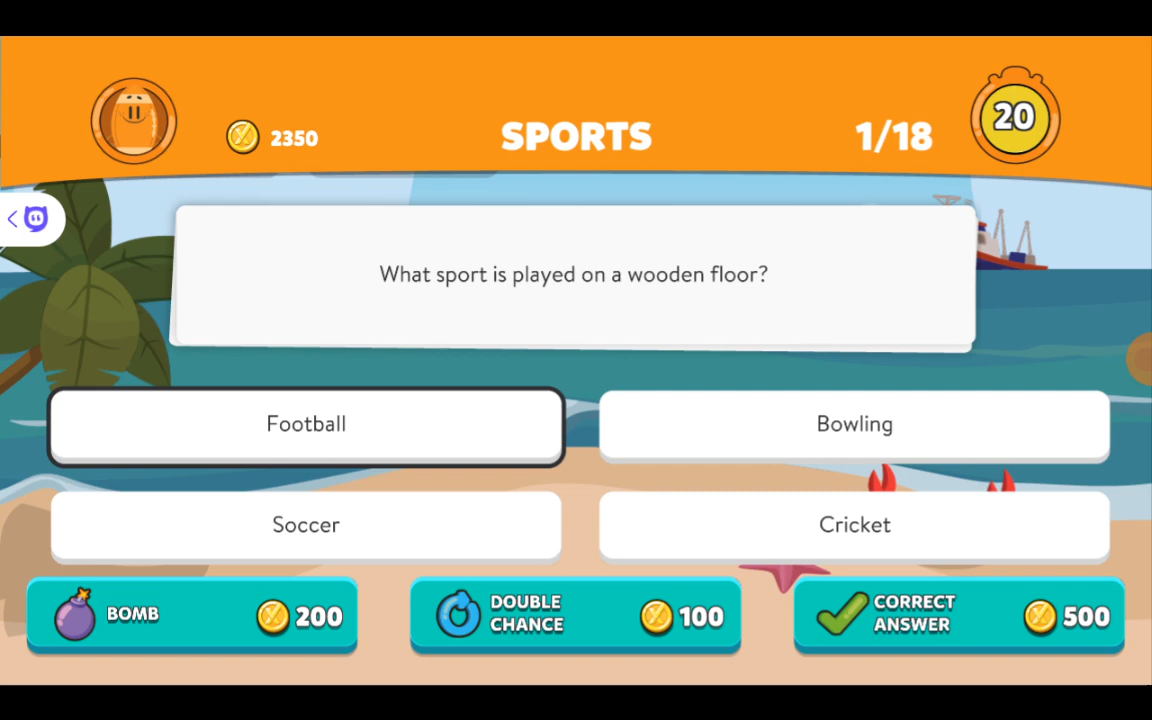 2350
SPORTS
1/18
20
What sport is played on a wooden floor?
Football
Bowling
Soccer
Cricket
BOMB
200
DOUBLE
CHANCE
100
CORRECT
ANSWER
500